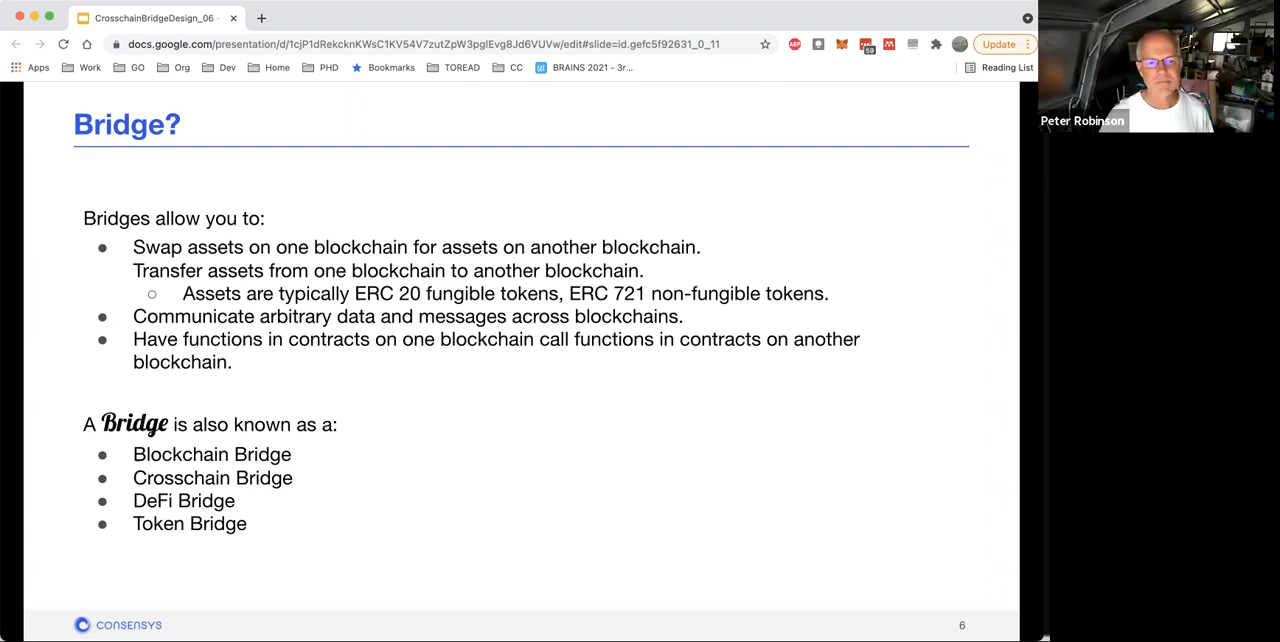 CrosschainBridgeDesign_06 -
docs.google.com/presentation/d/1cjP1dRekcknKWsC1KV54V7zutZpW3pglEvg8Jd6VUVw/edit#slide=id.gefc5f92631_0_11
ABP
59
Update
Apps
Work
GO
Org
Dev
Home
PHD
Bookmarks
TOREAD
CC
BRAINS 2021 - 3r...
Reading List
Peter Robinson
Bridge?
Bridges allow you to:
● Swap assets on one blockchain for assets on another blockchain.
Transfer assets from one blockchain to another blockchain.
○ Assets are typically ERC 20 fungible tokens, ERC 721 non-fungible tokens.
● Communicate arbitrary data and messages across blockchains.
● Have functions in contracts on one blockchain call functions in contracts on another
blockchain.
A Bridge is also known as a:
● Blockchain Bridge
● Crosschain Bridge
● DeFi Bridge
● Token Bridge
CONSENSYS
6